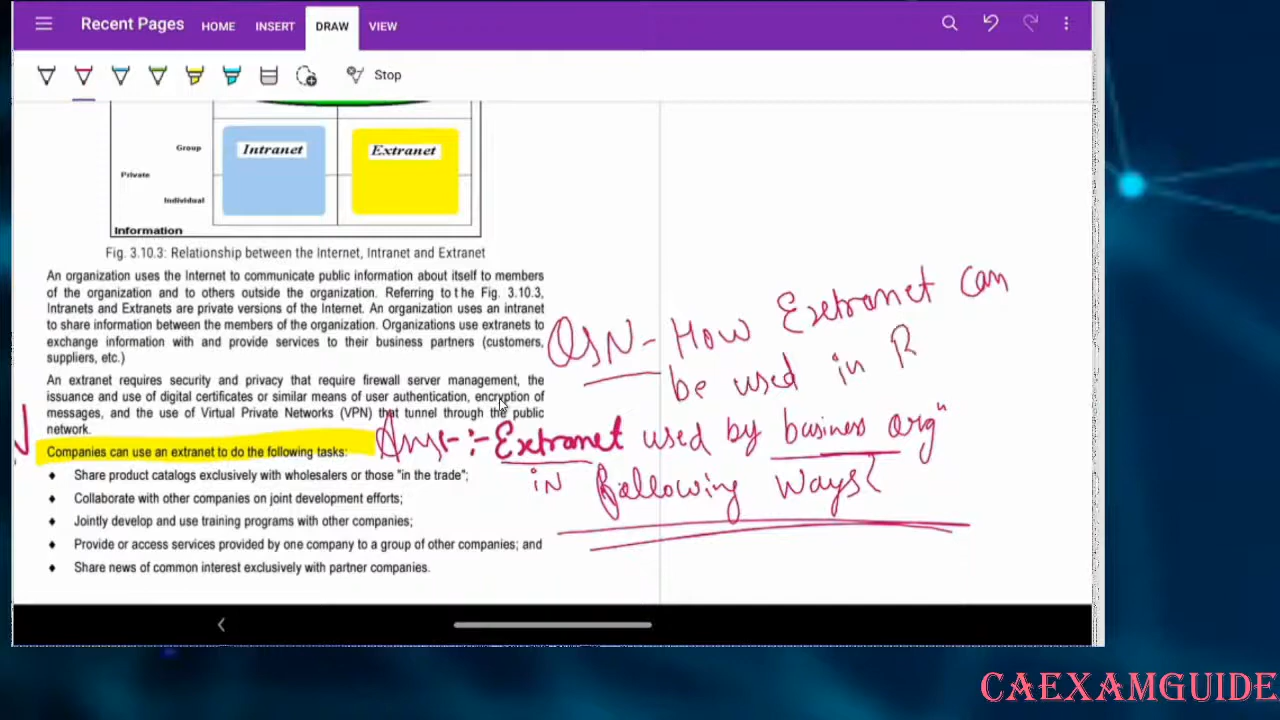 Recent Pages HOME INSERT DRAW VIEW
Stop
Group
Intranet
Extranet
Private
Individual
Information
Fig. 3.10.3: Relationship between the Internet, Intranet and Extranet
An organization uses the Internet to communicate public information about itself to members
of the organization and to others outside the organization. Referring to the Fig. 3.10.3,
Intranets and Extranets are private versions of the Internet. An organization uses an intranet
to share information between the members of the organization. Organizations use extranets to
exchange information with and provide services to their business partners (customers,
suppliers, etc.)
An extranet requires security and privacy that require firewall server management, the
issuance and use of digital certificates or similar means of user authentication, encryption of
messages, and the use of Virtual Private Networks (VPN) that tunnel through the public
network.
Companies can use an extranet to do the following tasks:
♦ Share product catalogs exclusively with wholesalers or those "in the trade";
♦ Collaborate with other companies on joint development efforts;
♦ Jointly develop and use training programs with other companies;
♦ Provide or access services provided by one company to a group of other companies; and
♦ Share news of common interest exclusively with partner companies.
QSN - How Extranet can
be used in R
Ans - :- Extranet used by business orgn
in following ways
CAEXAMGUIDE